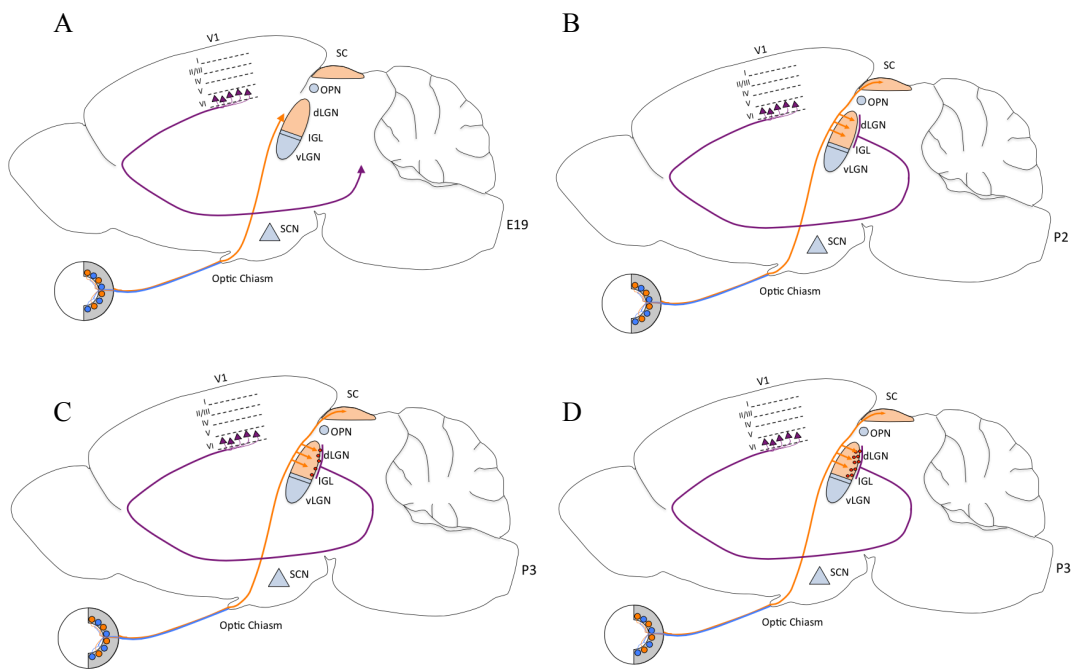 A
V1
I
II/III
IV
V
VI
SC
OPN
dLGN
IGL
vLGN
SCN
E19
Optic Chiasm
B
V1
I
II/III
IV
V
VI
SC
OPN
dLGN
IGL
vLGN
SCN
P2
Optic Chiasm
C
V1
I
II/III
IV
V
VI
SC
OPN
dLGN
IGL
vLGN
SCN
P3
Optic Chiasm
D
V1
I
II/III
IV
V
VI
SC
OPN
dLGN
IGL
vLGN
SCN
P3
Optic Chiasm